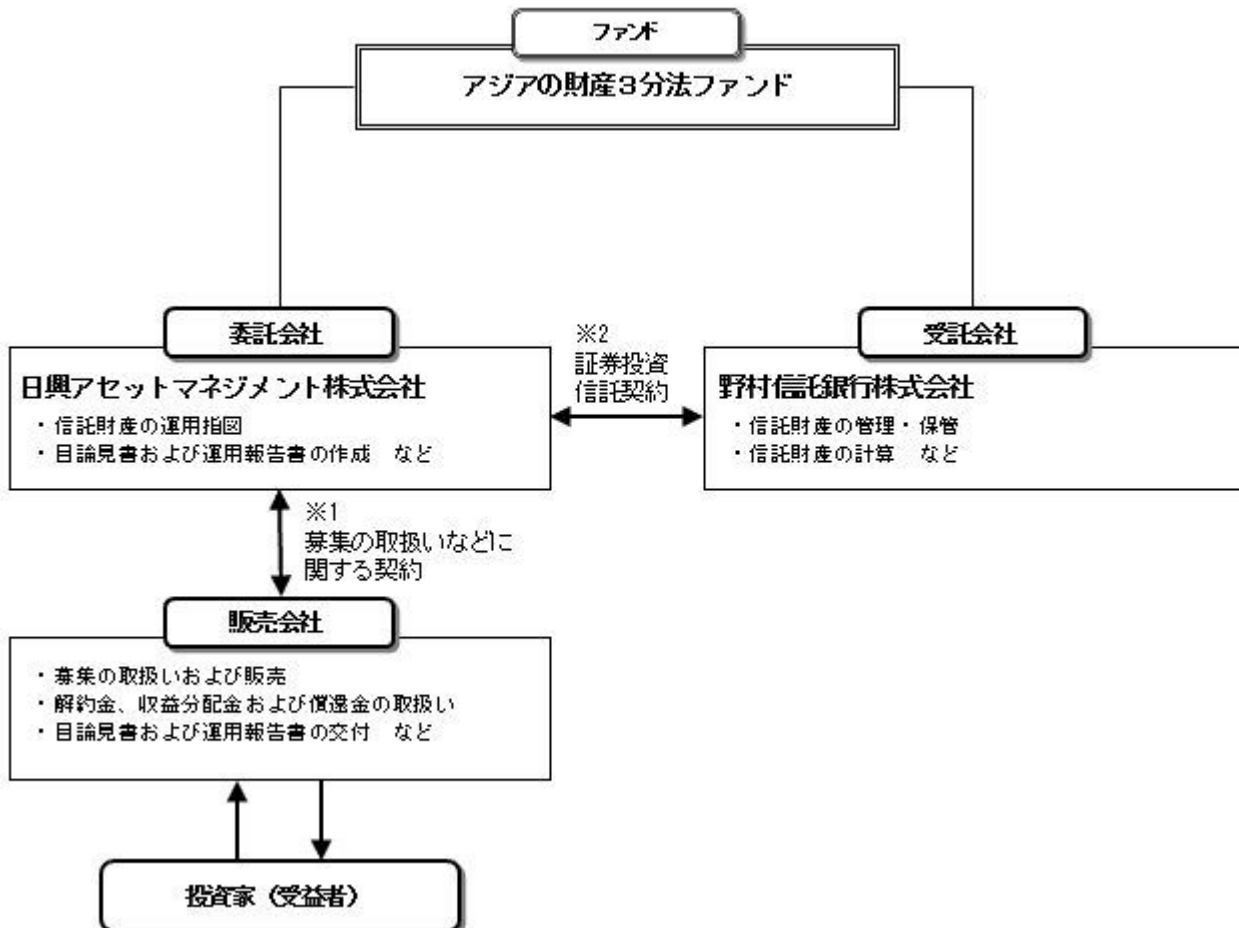 ファンド
アジアの財産3分法ファンド
委託会社
日興アセットマネジメント株式会社
・信託財産の運用指図
・目論見書および運用報告書の作成　など
※2
証券投資
信託契約
受託会社
野村信託銀行株式会社
・信託財産の管理・保管
・信託財産の計算　など
※1
募集の取扱いなどに
関する契約
販売会社
・募集の取扱いおよび販売
・解約金、収益分配金および償還金の取扱い
・目論見書および運用報告書の交付　など
投資家（受益者）